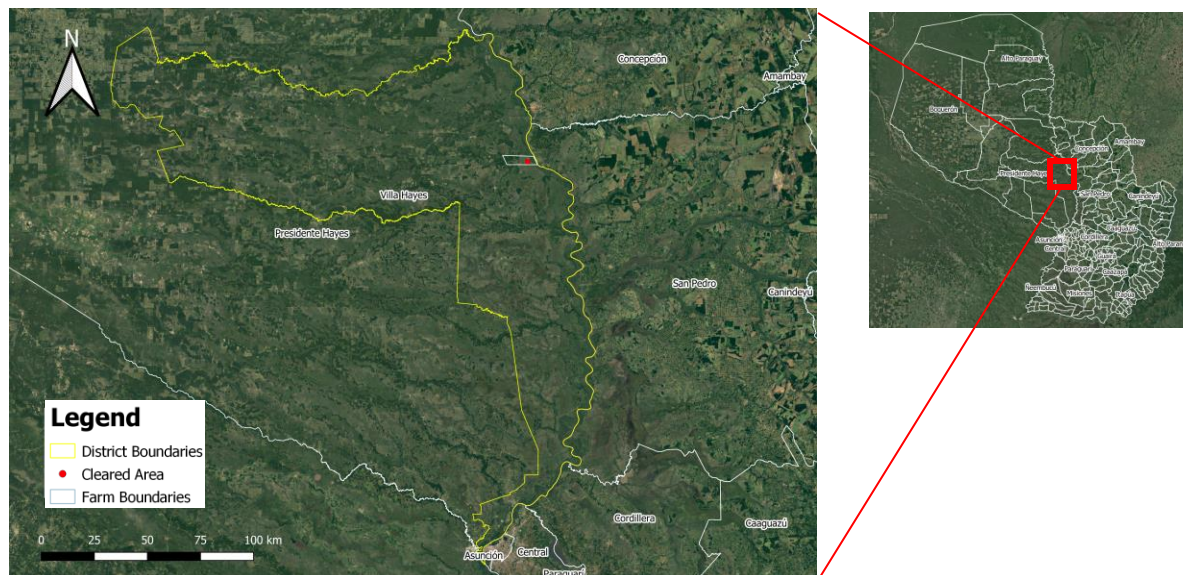 N
Concepción
Amambay
Villa Hayes
Presidente Hayes
San Pedro
Canindeyú
Legend
District Boundaries
Cleared Area
Farm Boundaries
0 25 50 75 100 km
Cordillera
Caaguazú
Asunción
Central
Paraguarí
Alto Paraguay
Boquerón
Concepción
Amambay
Presidente Hayes
San Pedro
Canindeyú
Caaguazú
Cordillera
Asunción
Central
Alto Paran
Guairá
Paraguarí
Caazapá
Ñeembucú
Misiones
Itapúa